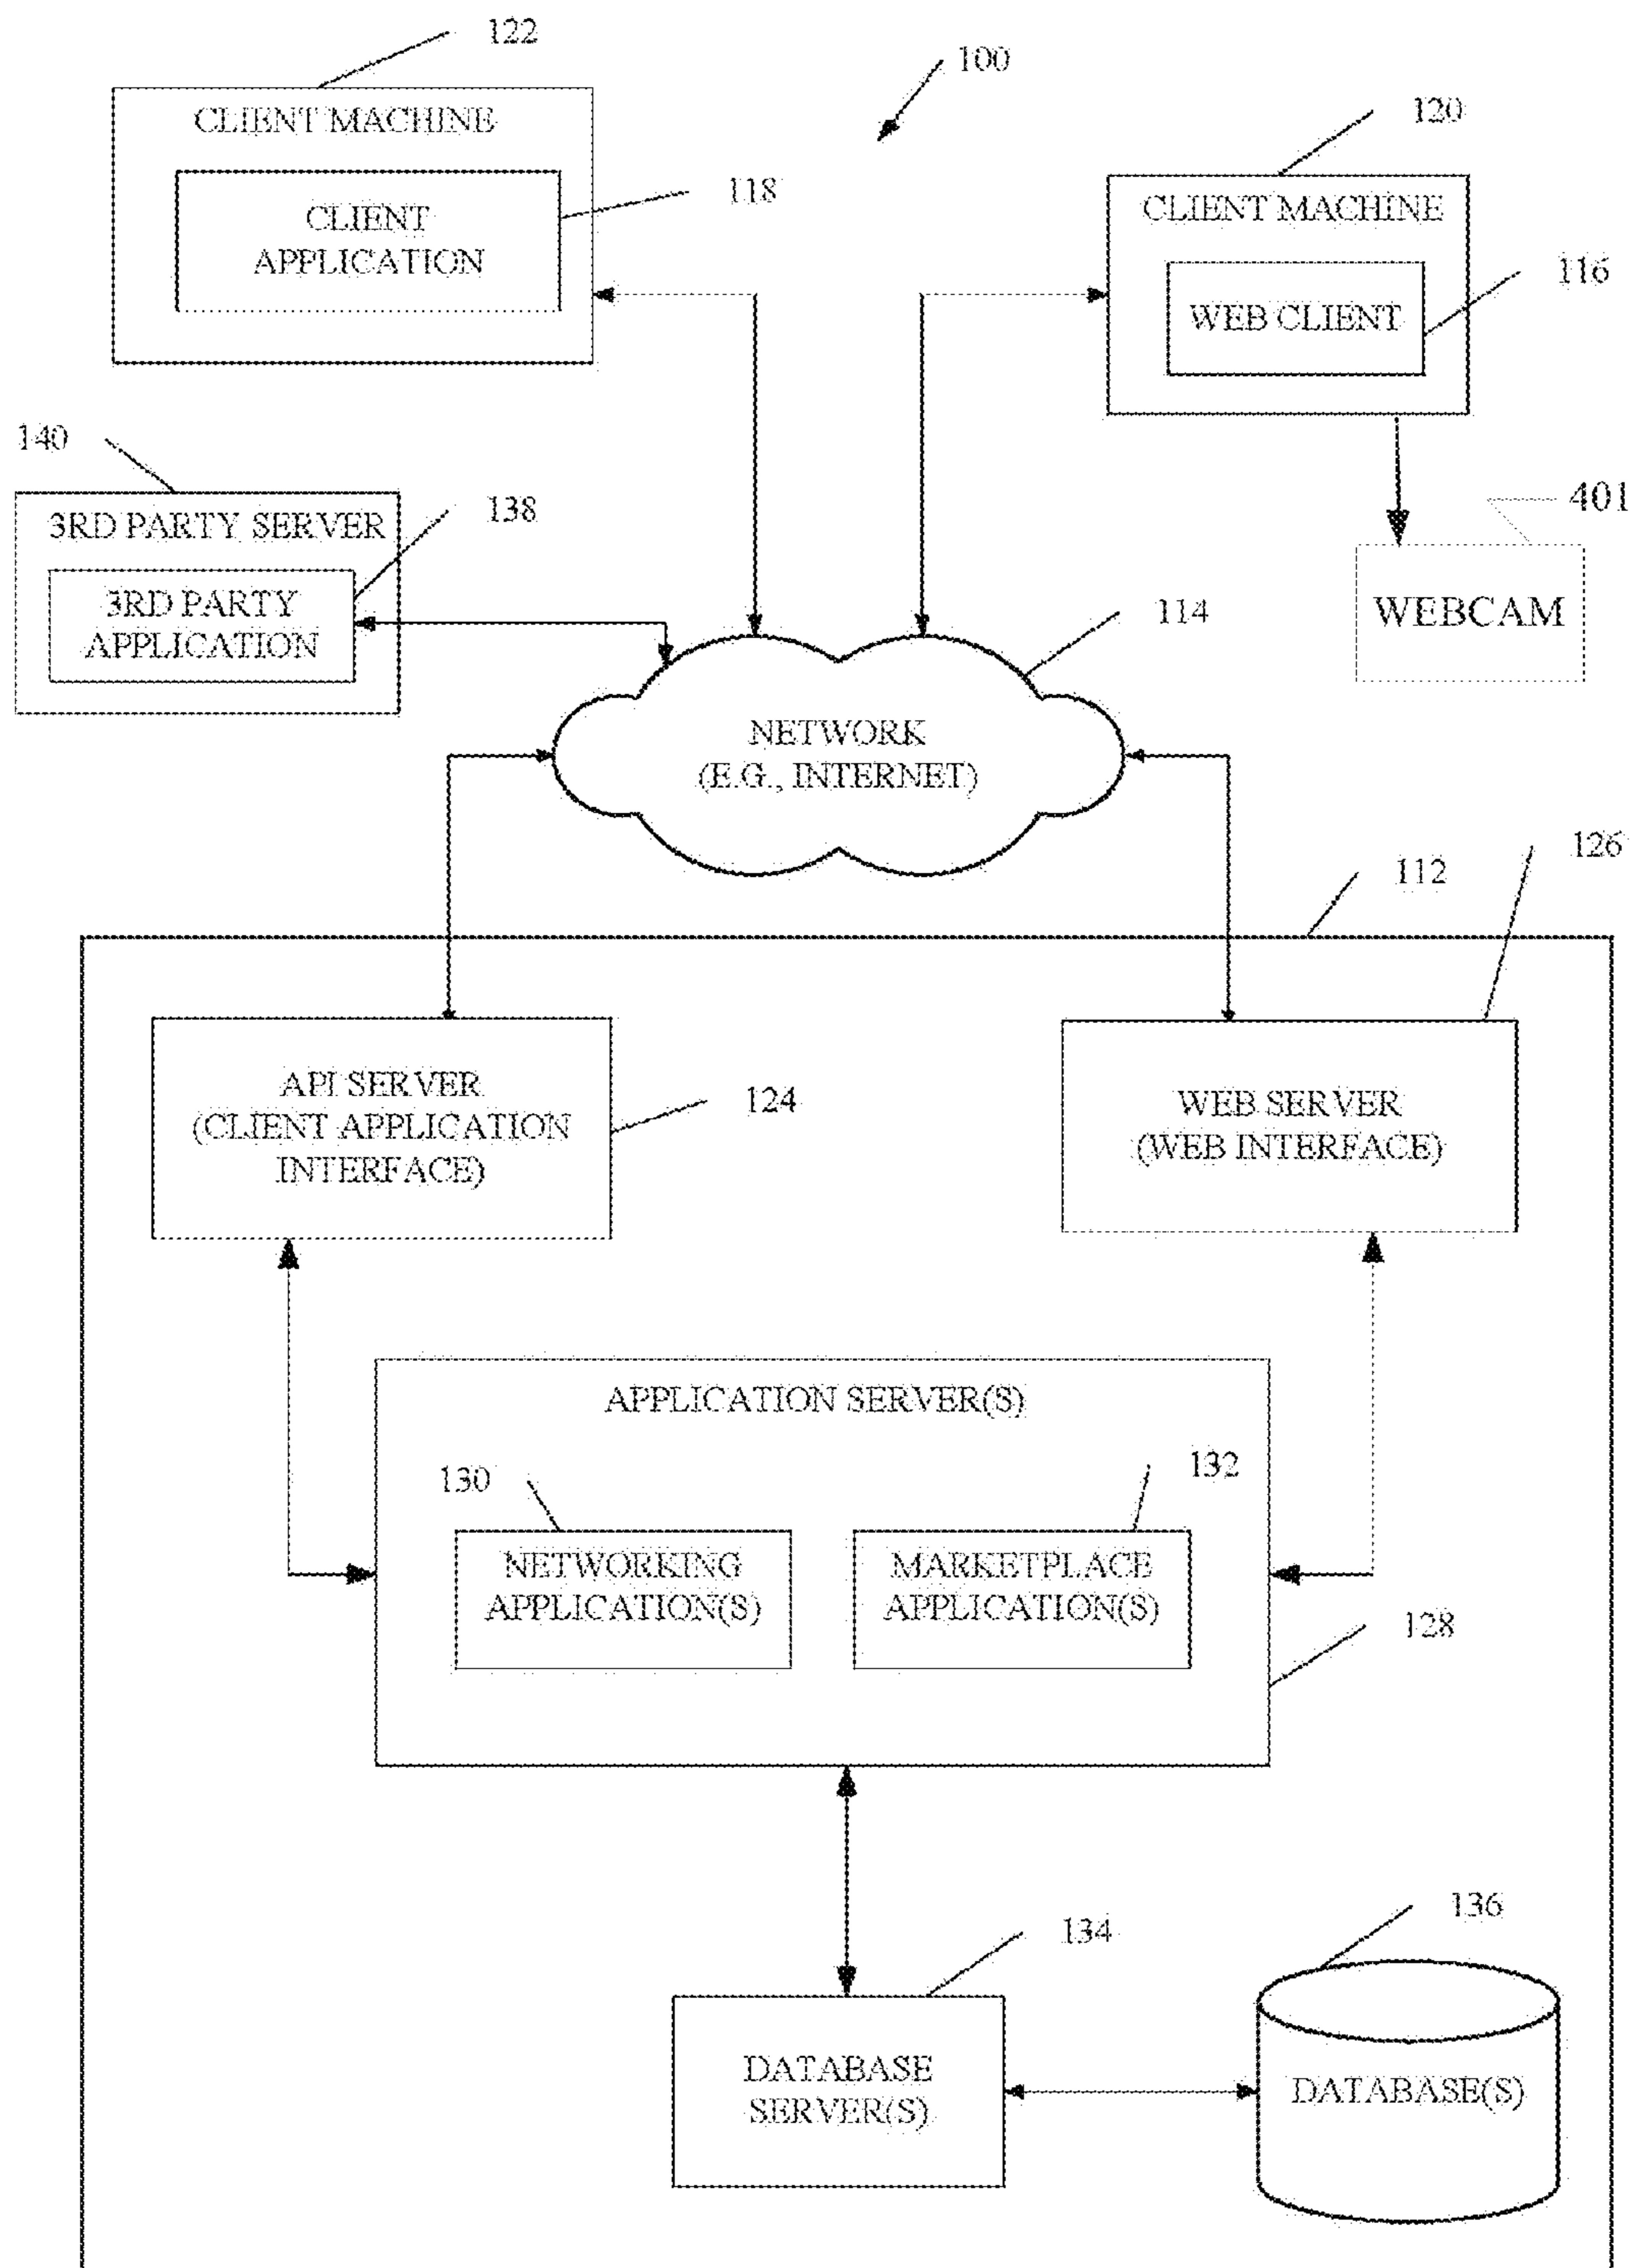 122
100
CLIENT MACHINE
120
118
CLIENT
APPLICATION
CLIENT MACHINE
116
WEB CLIENT
140
138
3RD PARTY SERVER
401
3RD PARTY
APPLICATION
WEBCAM
114
NETWORK
(E.G., INTERNET)
126
112
API SERVER
(CLIENT APPLICATION
INTERFACE)
124
WEB SERVER
(WEB INTERFACE)
APPLICATION SERVER(S)
130
132
NETWORKING
APPLICATION(S)
MARKETPLACE
APPLICATION(S)
128
134
136
DATABASE
SERVER(S)
DATABASE(S)